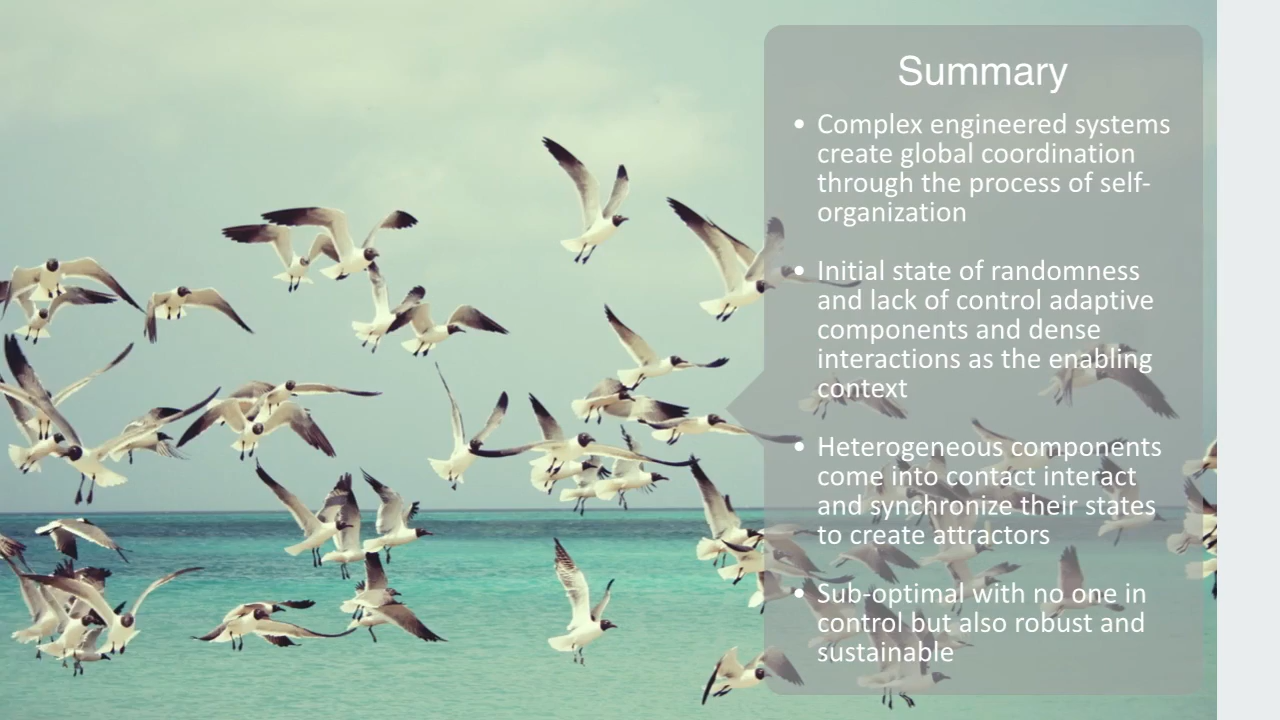 Summary
• Complex engineered systems
create global coordination
through the process of self-
organization
• Initial state of randomness
and lack of control adaptive
components and dense
interactions as the enabling
context
• Heterogeneous components
come into contact interact
and synchronize their states
to create attractors
• Sub-optimal with no one in
control but also robust and
sustainable